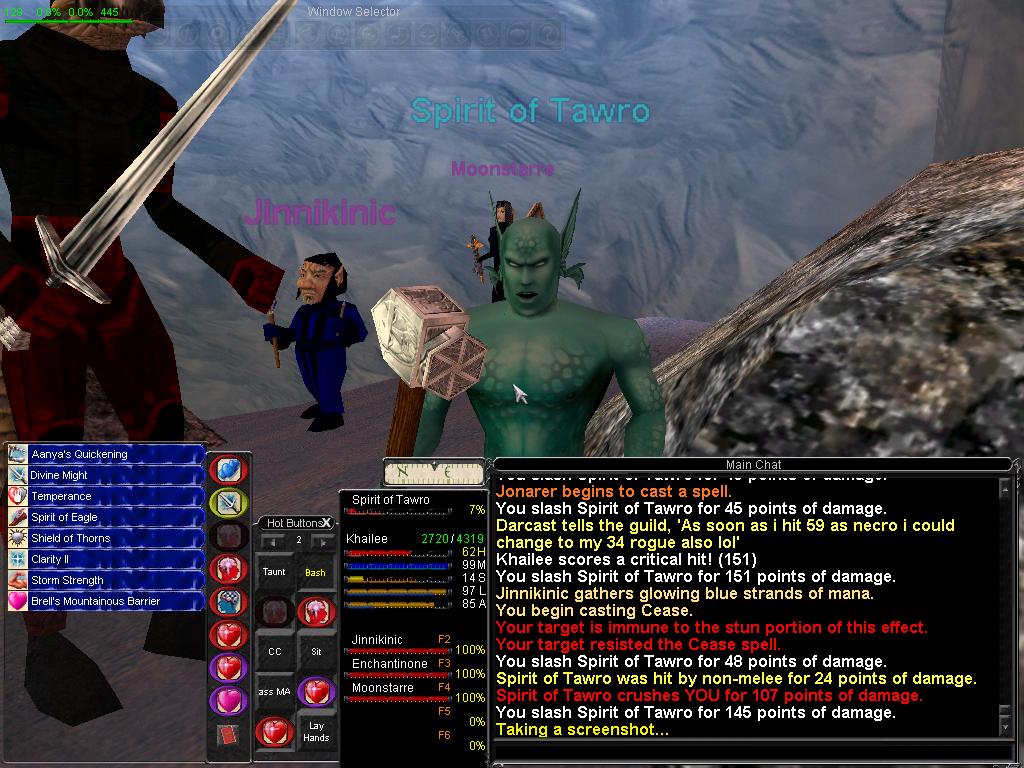 128 0.0% 0.0% 445
Window Selector
Spirit of Tawro
Moonstarre
Jinnikinic
Aanya's Quickening
Divine Might
Temperance
Spirit of Eagle
Shield of Thorns
Clarity II
Storm Strength
Brell's Mountainous Barrier
Hot Buttons X
2
Taunt
Bash
CC
Sit
ass MA
Lay
Hands
N E
Spirit of Tawro
7%
Khailee 2720/4319
62 H
99 M
14 S
97 L
85 A
Jinnikinic F2
100%
Enchantinone F3
100%
Moonstarre F4
100%
F5
0%
F6
0%
Main Chat
Jonarer begins to cast a spell.
You slash Spirit of Tawro for 45 points of damage.
Darcast tells the guild, 'As soon as i hit 59 as necro i could
change to my 34 rogue also lol'
Khailee scores a critical hit! (151)
You slash Spirit of Tawro for 151 points of damage.
Jinnikinic gathers glowing blue strands of mana.
You begin casting Cease.
Your target is immune to the stun portion of this effect.
Your target resisted the Cease spell.
You slash Spirit of Tawro for 48 points of damage.
Spirit of Tawro was hit by non-melee for 24 points of damage.
Spirit of Tawro crushes YOU for 107 points of damage.
You slash Spirit of Tawro for 145 points of damage.
Taking a screenshot...